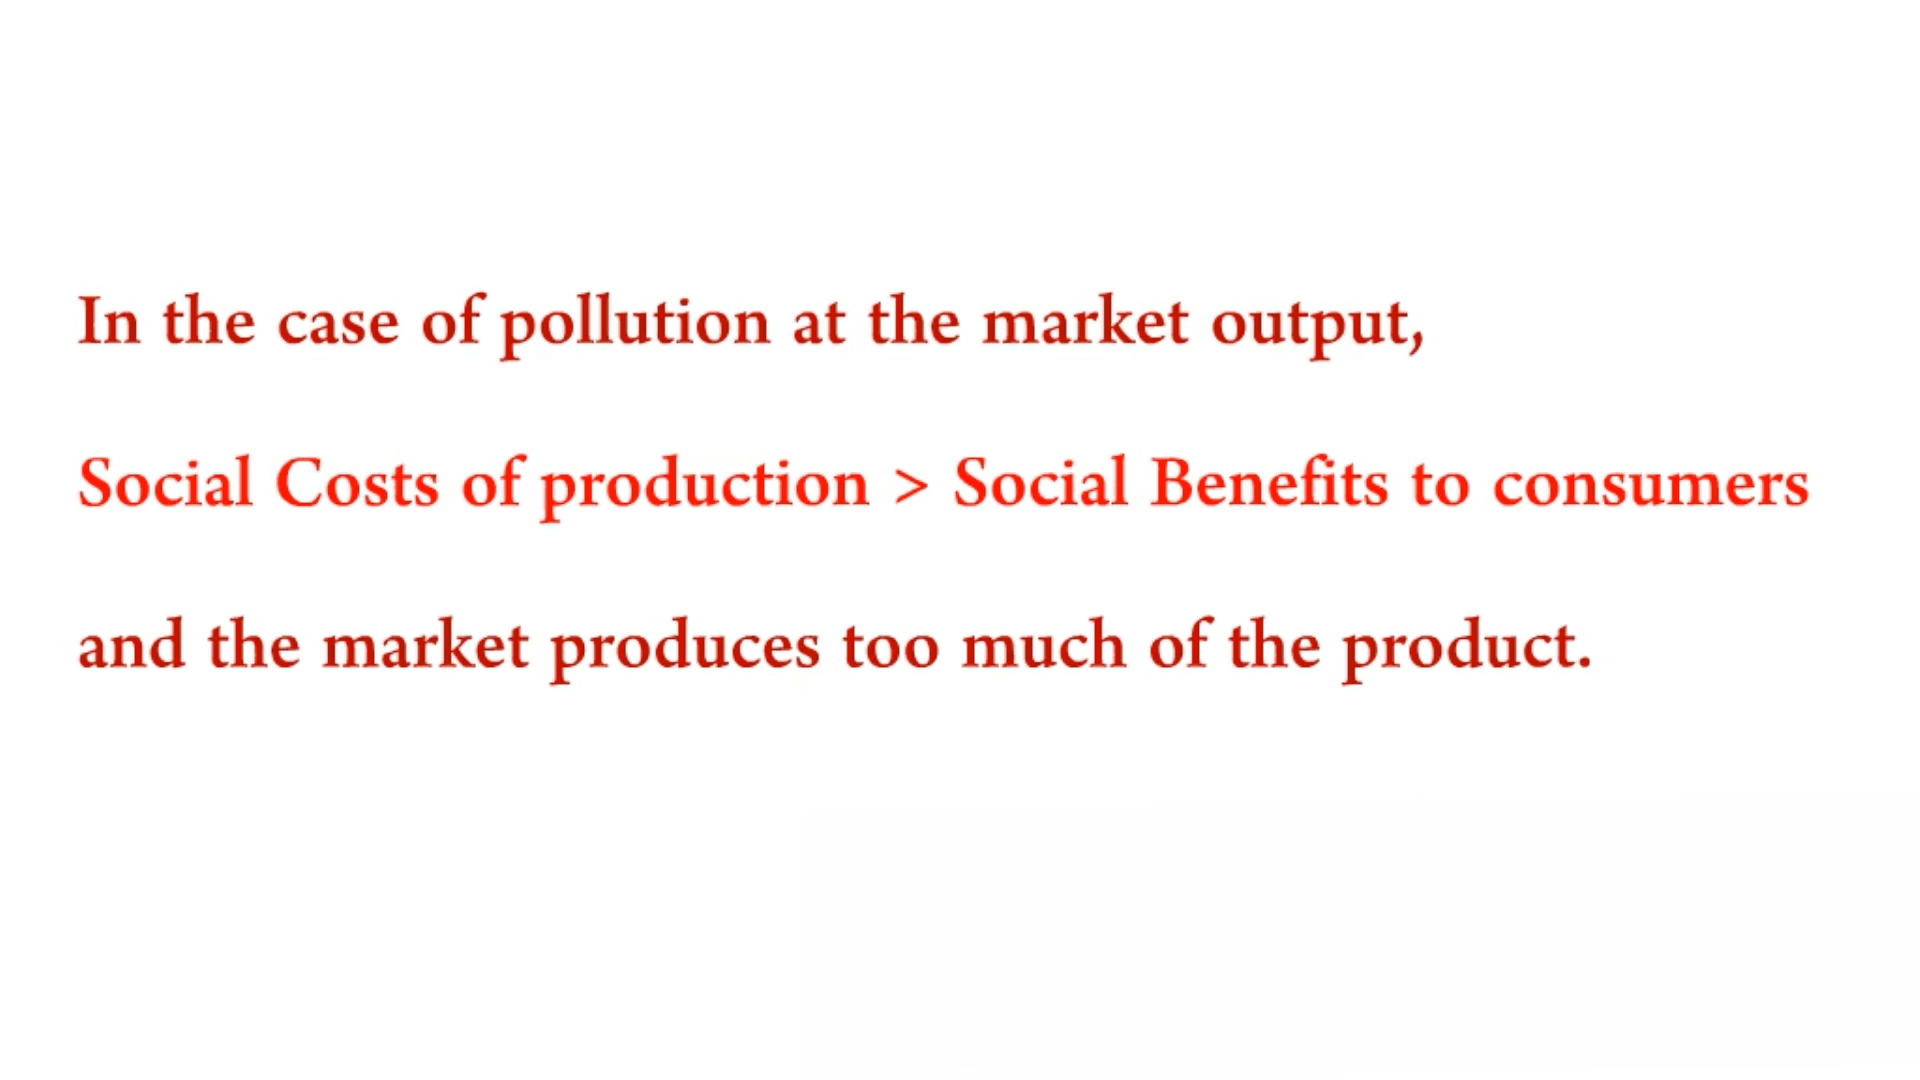 In the case of pollution at the market output,
Social Costs of production > Social Benefits to consumers
and the market produces too much of the product.